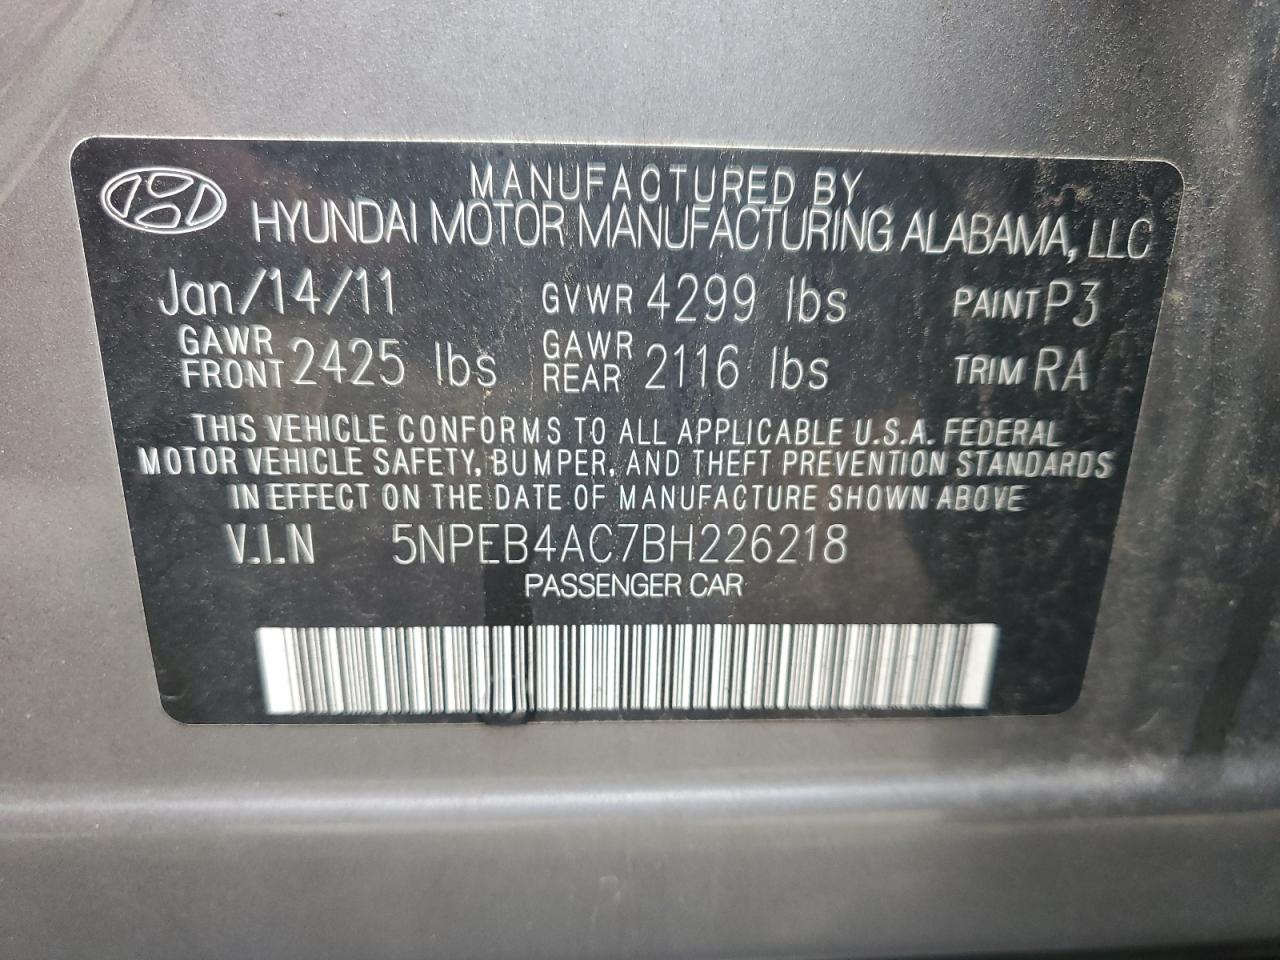 MANUFACTURED BY
HYUNDAI MOTOR MANUFACTURING ALABAMA, LLC
Jan/14/11 GVWR 4299 lbs PAINT P3
GAWR FRONT 2425 lbs GAWR REAR 2116 lbs TRIM RA
THIS VEHICLE CONFORMS TO ALL APPLICABLE U.S.A. FEDERAL
MOTOR VEHICLE SAFETY, BUMPER, AND THEFT PREVENTION STANDARDS
IN EFFECT ON THE DATE OF MANUFACTURE SHOWN ABOVE
V.I.N 5NPEB4AC7BH226218
PASSENGER CAR